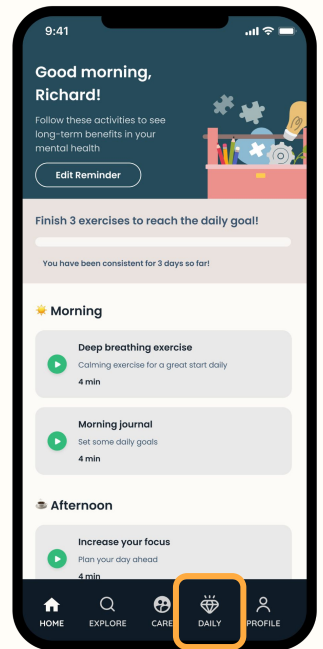 9:41
Good morning,
Richard!
Follow these activities to see
long-term benefits in your
mental health
Edit Reminder
Finish 3 exercises to reach the daily goal!
You have been consistent for 3 days so far!
Morning
Deep breathing exercise
Calming exercise for a great start daily
4 min
Morning journal
Set some daily goals
4 min
Afternoon
Increase your focus
Plan your day ahead
4 min
HOME EXPLORE CARE DAILY PROFILE